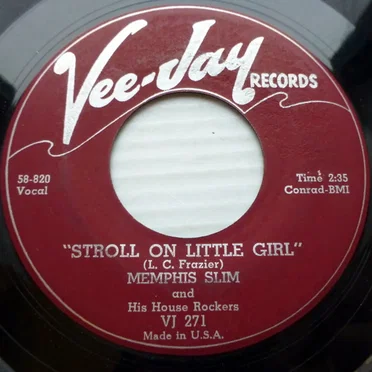 Vee-Jay RECORDS
58-820
Vocal
Time 2:35
Conrad-BMI
"STROLL ON LITTLE GIRL"
(L. C. Frazier)
MEMPHIS SLIM
and
His House Rockers
VJ 271
Made in U.S.A.